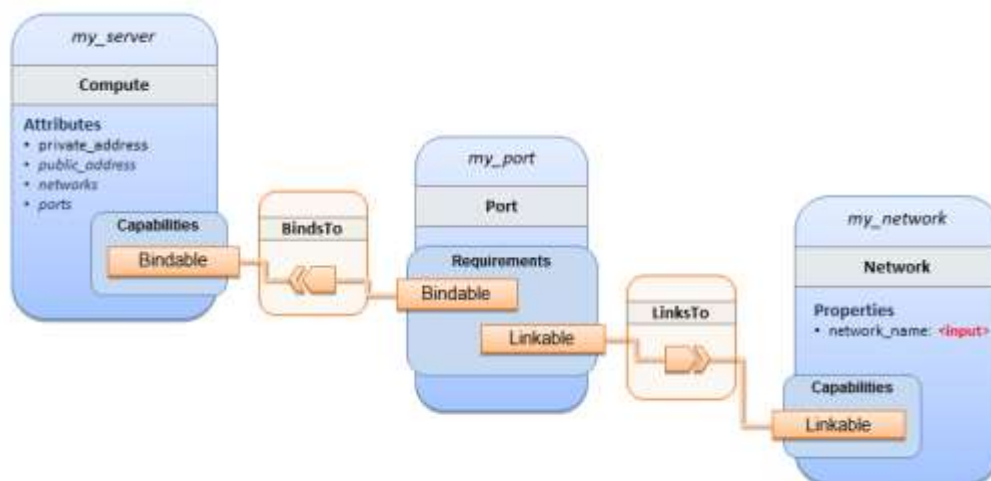 my_server
Compute
Attributes
• private_address
• public_address
• networks
• ports
Capabilities
Bindable
BindsTo
my_port
Port
Requirements
Bindable
Linkable
LinksTo
my_network
Network
Properties
• network_name: <input>
Capabilities
Linkable